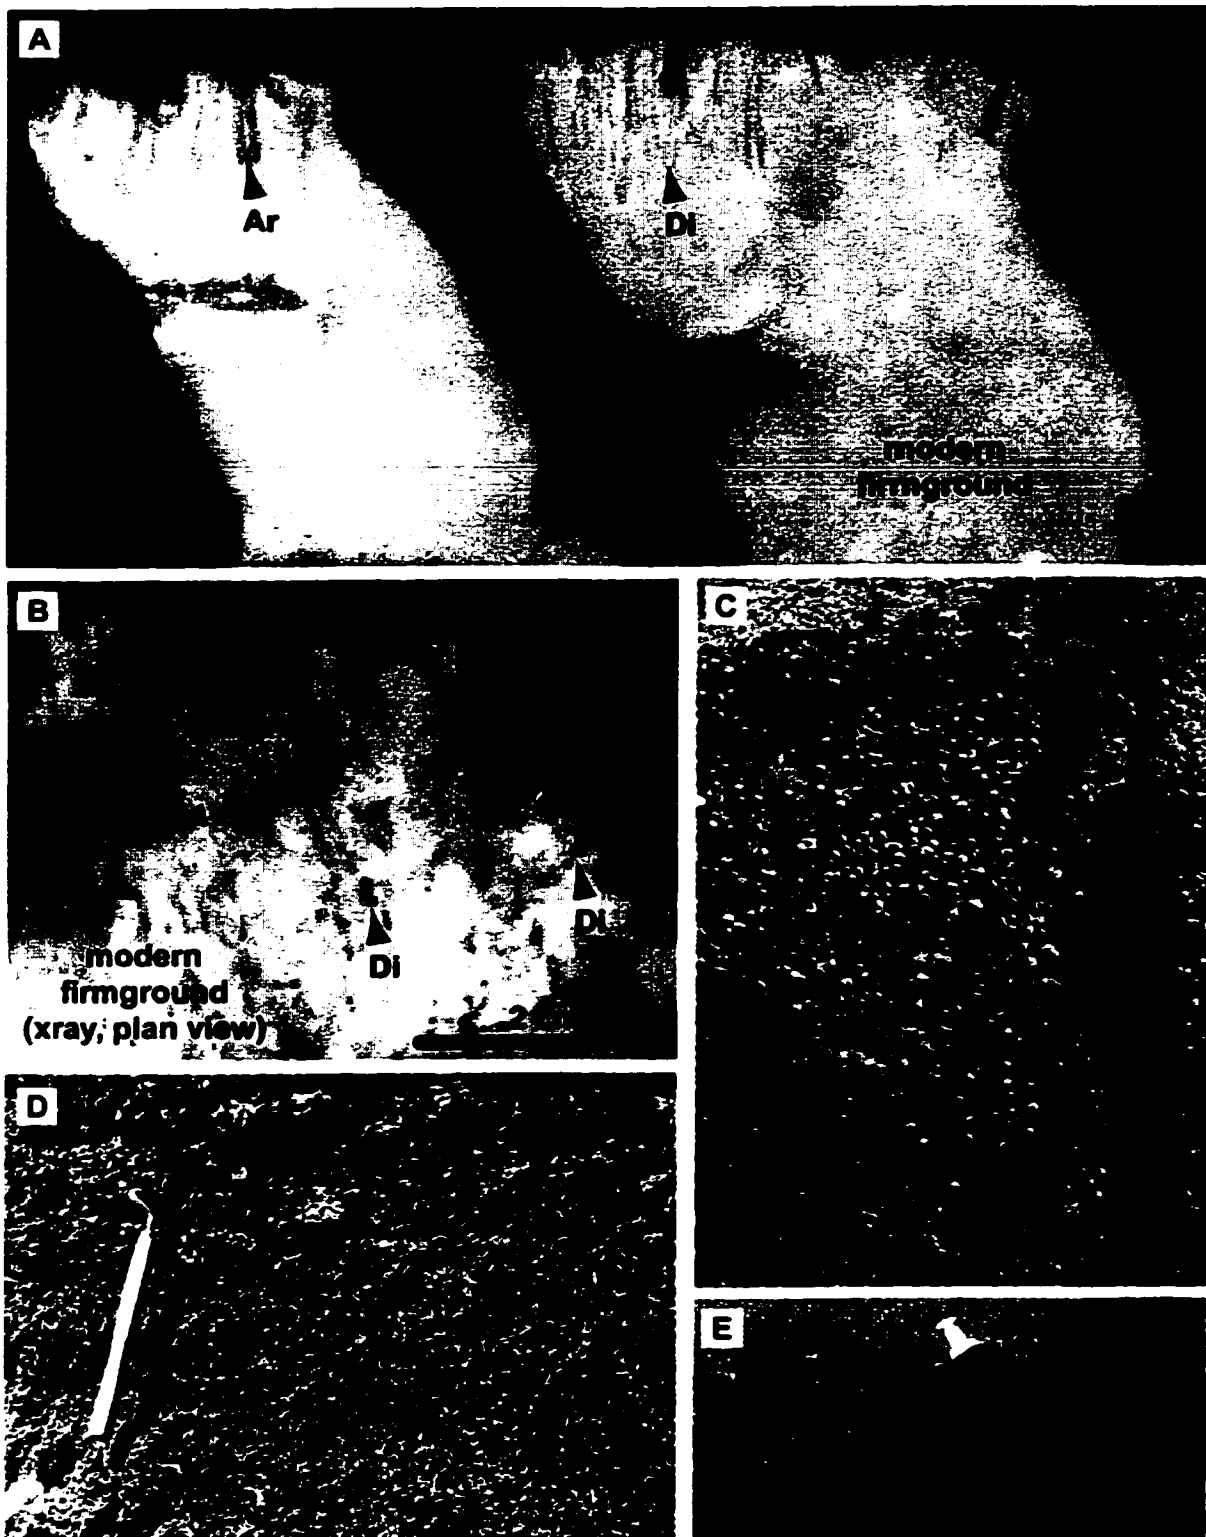 A
Ar
Di
modern
firmground
B
Di
Di
modern
firmground
(xray, plan view)
C
D
E